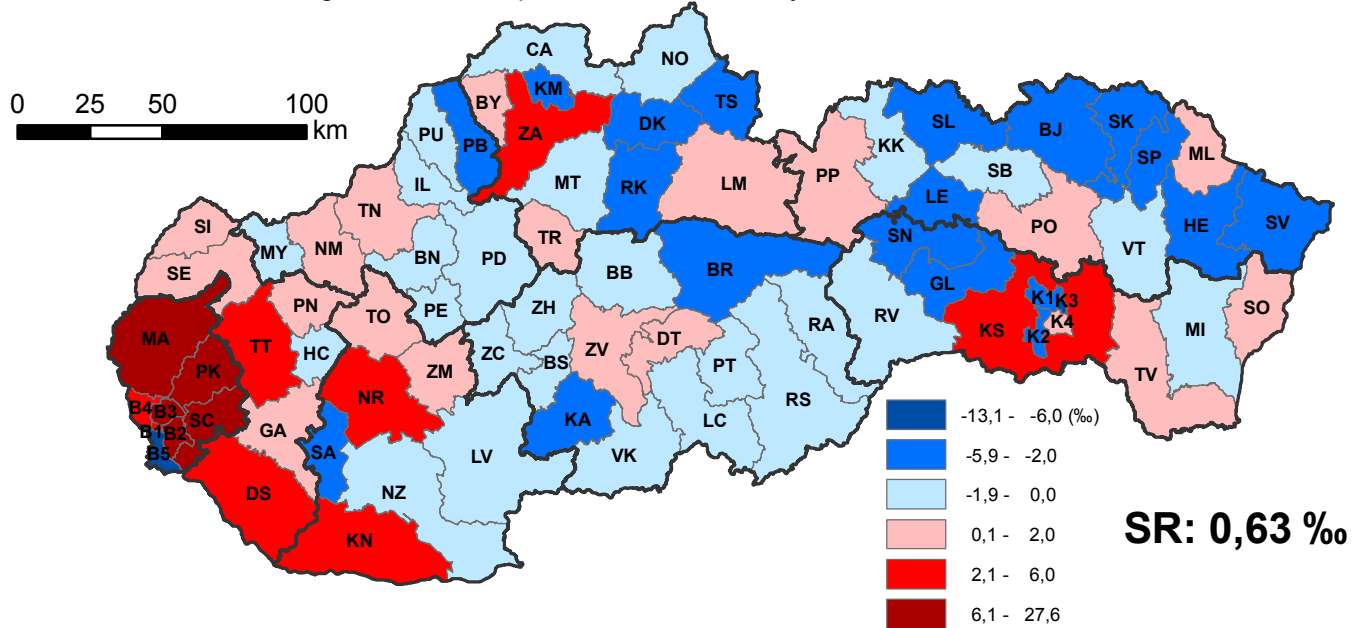 CA
NO
0 25 50 100
km
BY
KM
TS
PU
PB
ZA
DK
SL
BJ
SK
KK
SP
ML
IL
MT
RK
LM
PP
SB
LE
HE
SV
TN
SI
NM
MY
TR
PO
VT
SN
SE
BN
PD
BB
BR
GL
PN
TO
PE
ZH
RV
K1
K3
SO
MA
TT
HC
ZC
BS
ZV
DT
RA
KS
K2
K4
MI
PK
ZM
PT
TV
B4
B3
SC
NR
RS
B1
B2
GA
KA
LC
B5
SA
LV
VK
DS
NZ
KN
-13,1 - -6,0 (‰)
-5,9 - -2,0
-1,9 - 0,0
0,1 - 2,0
2,1 - 6,0
6,1 - 27,6
SR: 0,63 ‰